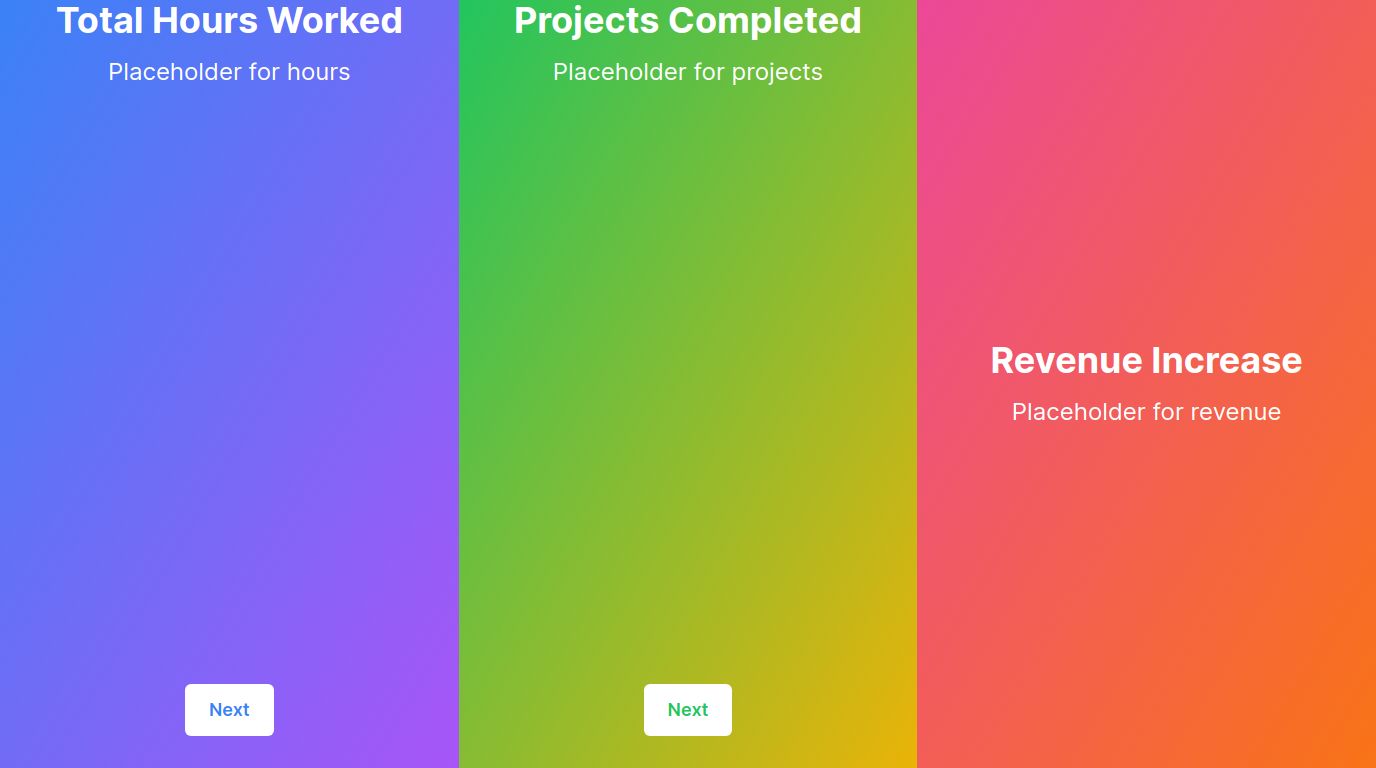 Total Hours Worked
Placeholder for hours
Next
Projects Completed
Placeholder for projects
Next
Revenue Increase
Placeholder for revenue